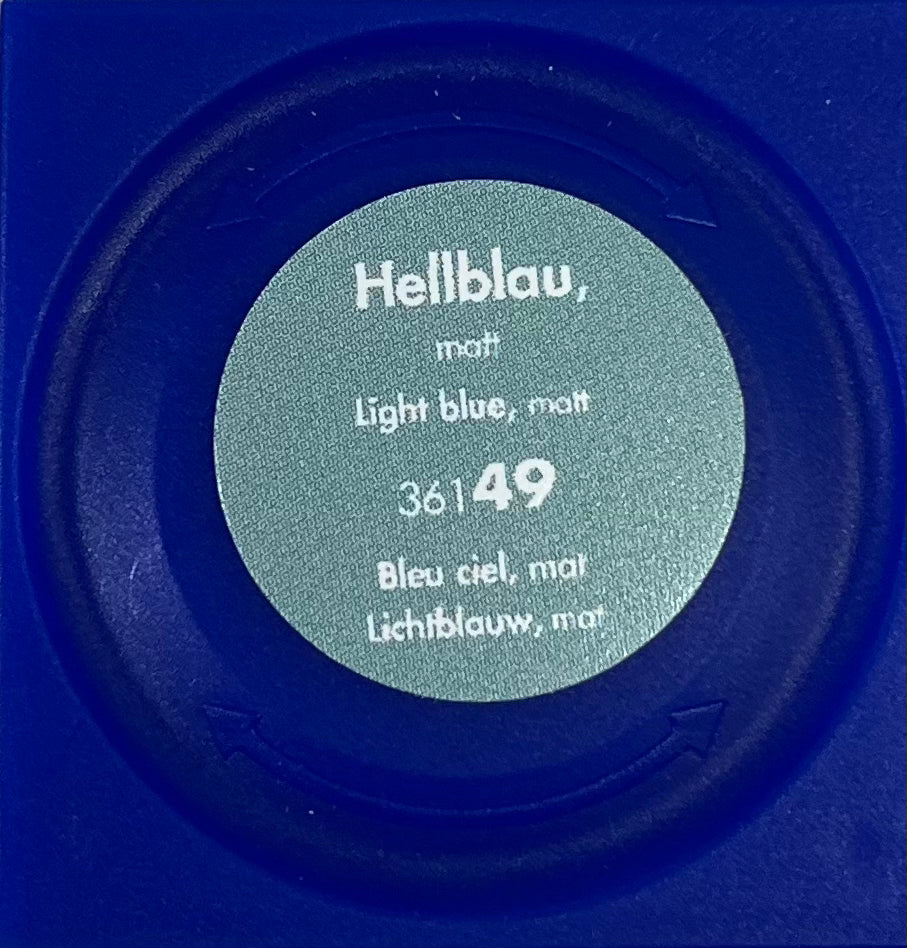 Hellblau,
matt
Light blue, matt
36149
Bleu ciel, mat
Lichtblauw, mat